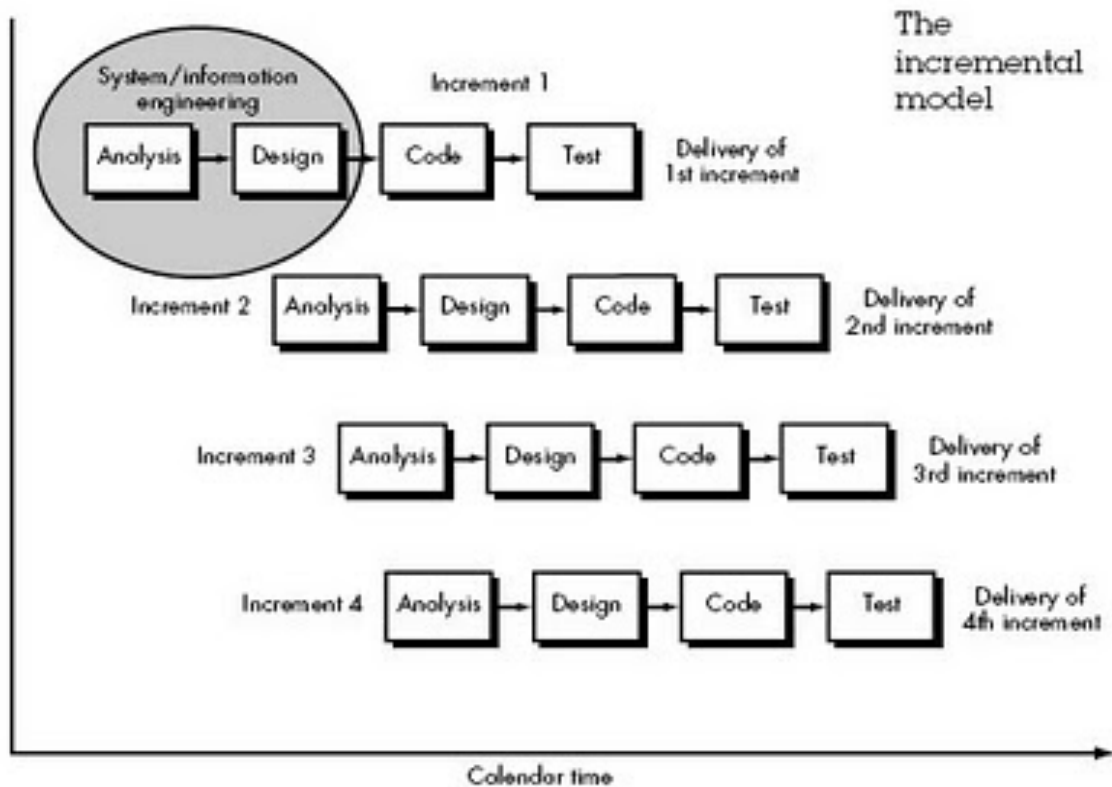 The
incremental
model
System/information
engineering
Increment 1
Analysis
Design
Code
Test
Delivery of
1st increment
Increment 2
Analysis
Design
Code
Test
Delivery of
2nd increment
Increment 3
Analysis
Design
Code
Test
Delivery of
3rd increment
Increment 4
Analysis
Design
Code
Test
Delivery of
4th increment
Calendar time